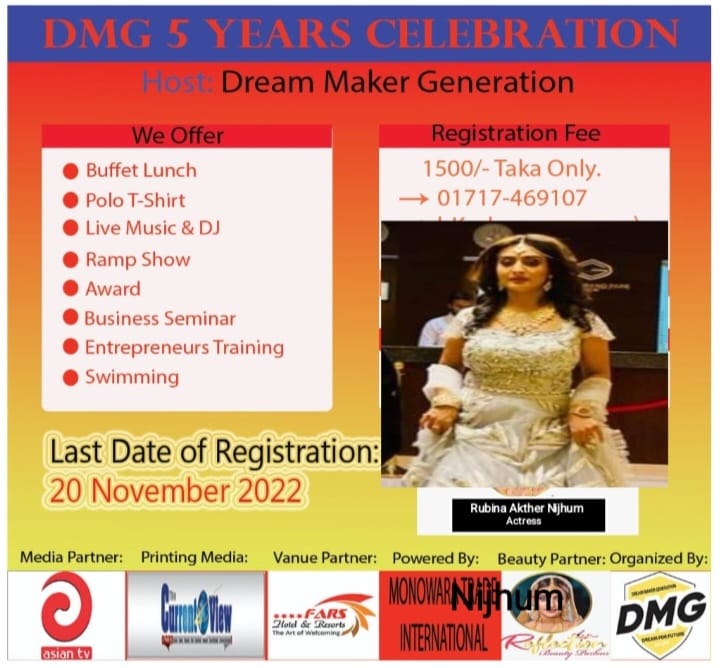 DMG 5 YEARS CELEBRATION
Host: Dream Maker Generation
We Offer
Buffet Lunch
Polo T-Shirt
Live Music & DJ
Ramp Show
Award
Business Seminar
Entrepreneurs Training
Swimming
Registration Fee
1500/- Taka Only.
→ 01717-469107
Last Date of Registration:
20 November 2022
Rubina Akther Nijhum
Actress
Media Partner: Printing Media: Vanue Partner: Powered By: Beauty Partner: Organized By:
asian tv
The
Current View
FARS
Hotel & Resorts
The Art of Welcoming
MONOWARA TRADE
INTERNATIONAL
Nijhum
Beauty Parlour
DREAM MAKER GENERATION
DMG
DREAM FOR FUTURE